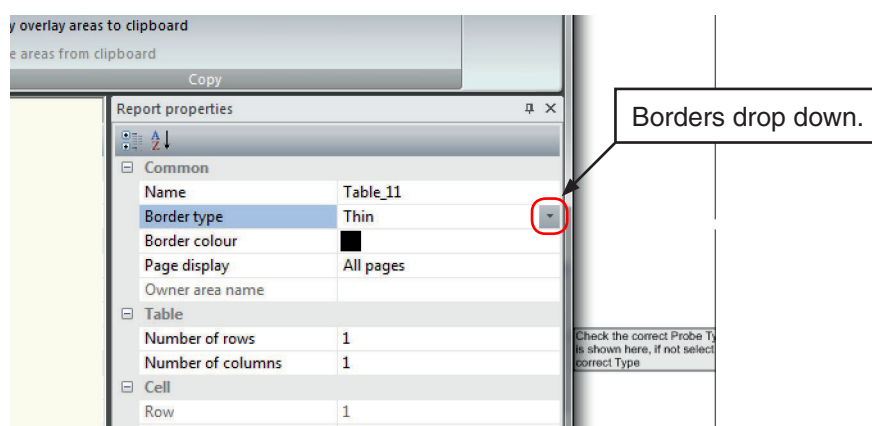 y overlay areas to clipboard
e areas from clipboard
Copy
Report properties
Borders drop down.
Common
Name Table_11
Border type Thin
Border colour
Page display All pages
Owner area name
Table
Number of rows 1
Number of columns 1
Cell
Row 1
Check the correct Probe Ty
is shown here, if not select
correct Type